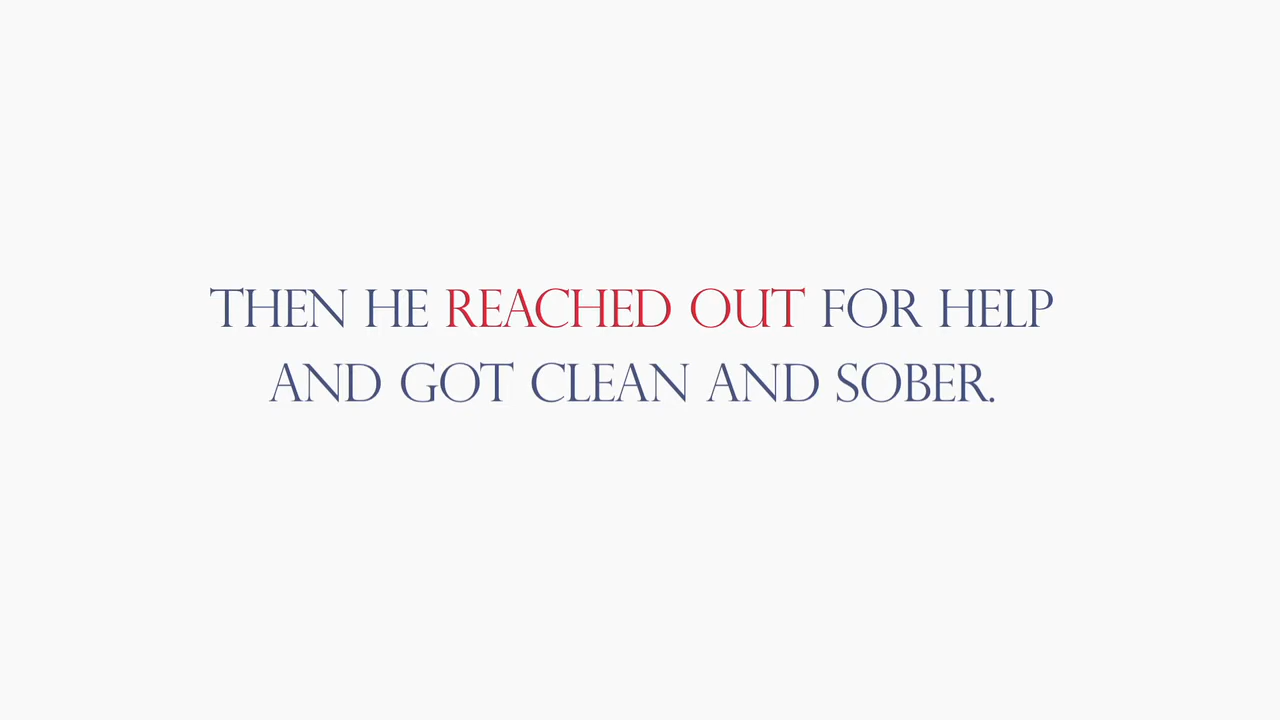 THEN HE REACHED OUT FOR HELP
AND GOT CLEAN AND SOBER.